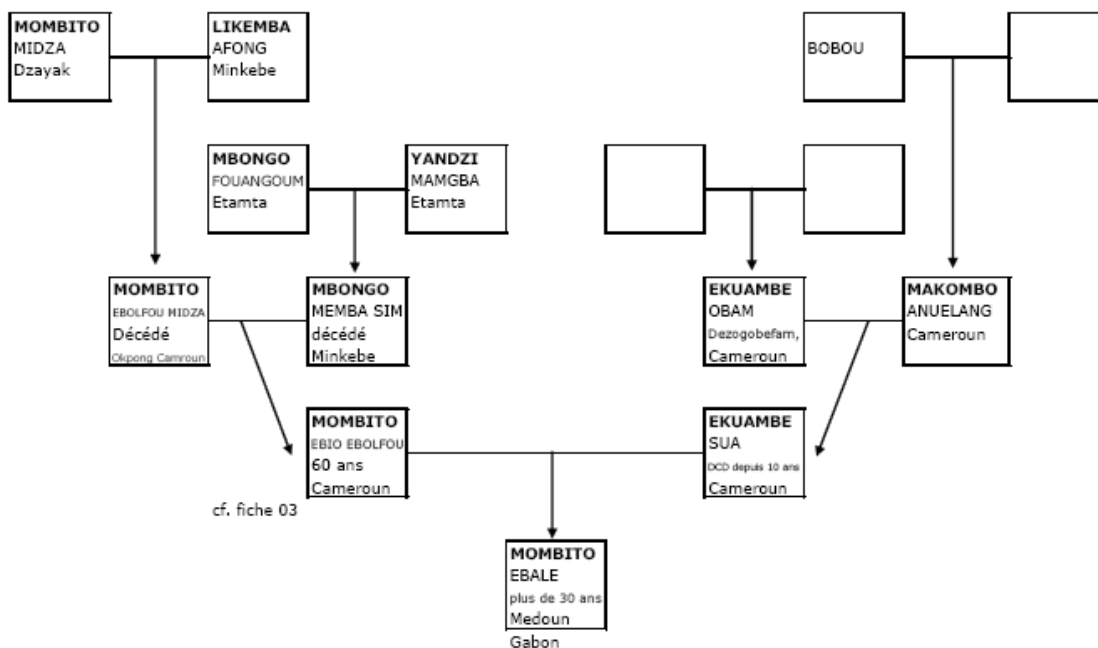 MOMBITO
MIDZA
Dzayak
LIKEMBA
AFONG
Minkebe
BOBOU
MBONGO
FOUANGOUM
Etamta
YANDZI
MAMGBA
Etamta
MOMBITO
EBOLFOU MIDZA
Décédé
Okpong Camroun
MBONGO
MEMBA SIM
décédé
Minkebe
EKUAMBE
OBAM
Dezogobefam,
Cameroun
MAKOMBO
ANUELANG
Cameroun
MOMBITO
EBIO EBOLFOU
60 ans
Cameroun
EKUAMBE
SUA
DCD depuis 10 ans
Cameroun
cf. fiche 03
MOMBITO
EBALE
plus de 30 ans
Medoun
Gabon